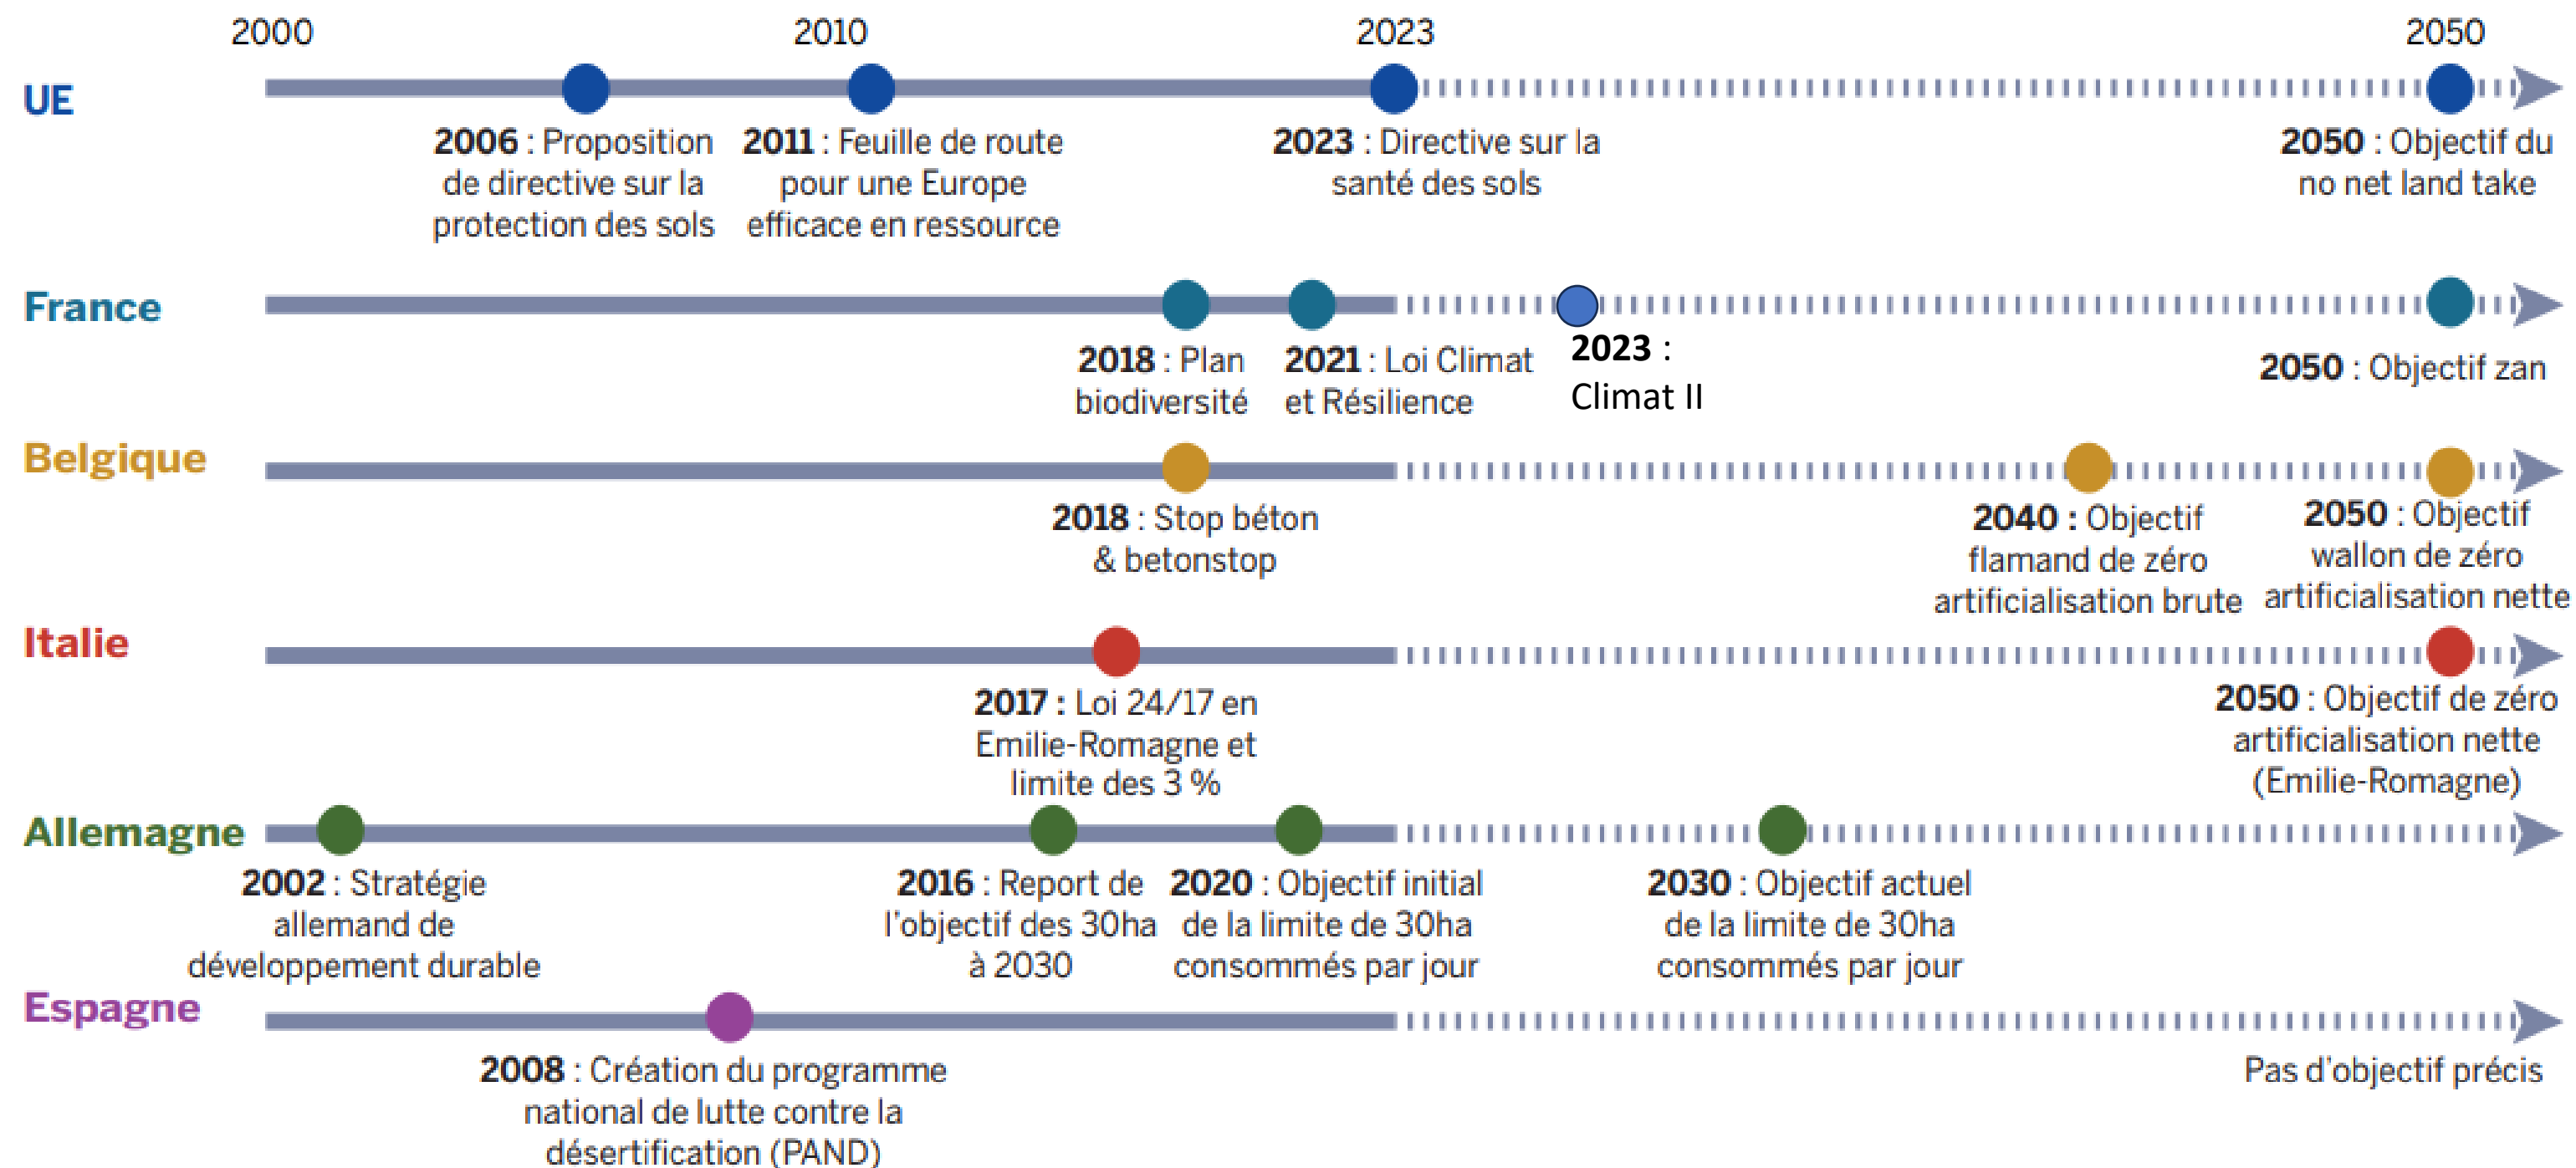 2000
2010
2023
2050
UE
2006 : Proposition
de directive sur la
protection des sols
2011 : Feuille de route
pour une Europe
efficace en ressource
2023 : Directive sur la
santé des sols
2050 : Objectif du
no net land take
France
2018 : Plan
biodiversité
2021 : Loi Climat
et Résilience
2023 :
Climat II
2050 : Objectif zan
Belgique
2018 : Stop béton
& betonstop
2040 : Objectif
flamand de zéro
artificialisation brute
2050 : Objectif
wallon de zéro
artificialisation nette
Italie
2017 : Loi 24/17 en
Emilie-Romagne et
limite des 3 %
2050 : Objectif de zéro
artificialisation nette
(Emilie-Romagne)
Allemagne
2002 : Stratégie
allemand de
développement durable
2016 : Report de
l'objectif des 30ha
à 2030
2020 : Objectif initial
de la limite de 30ha
consommés par jour
2030 : Objectif actuel
de la limite de 30ha
consommés par jour
Espagne
2008 : Création du programme
national de lutte contre la
désertification (PAND)
Pas d'objectif précis